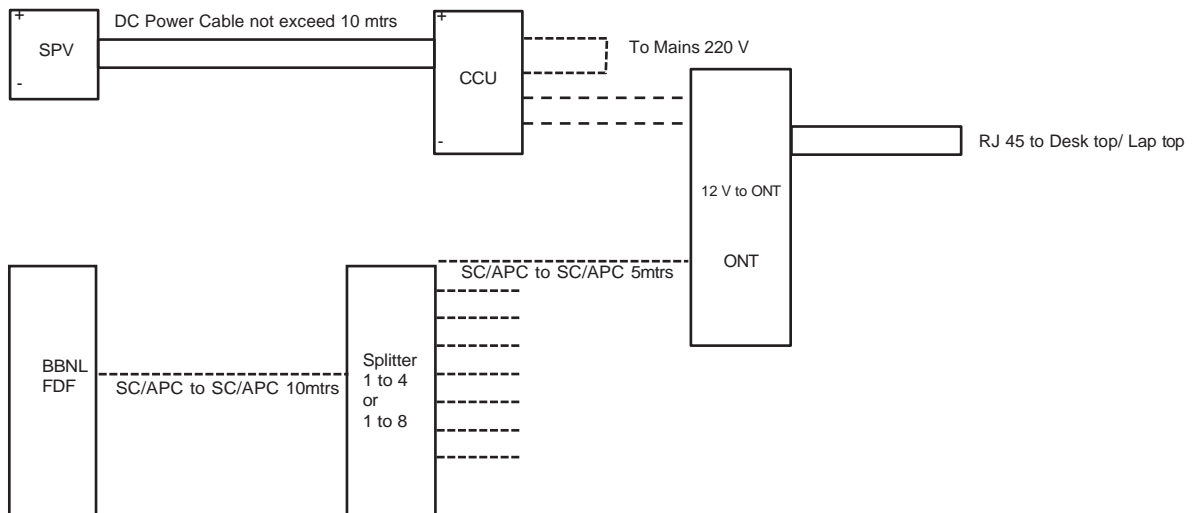 +
DC Power Cable not exceed 10 mtrs
+
SPV
To Mains 220 V
CCU
-
-
RJ 45 to Desk top/ Lap top
12 V to ONT
ONT
SC/APC to SC/APC 5mtrs
BBNL
FDF
SC/APC to SC/APC 10mtrs
Splitter
1 to 4
or
1 to 8